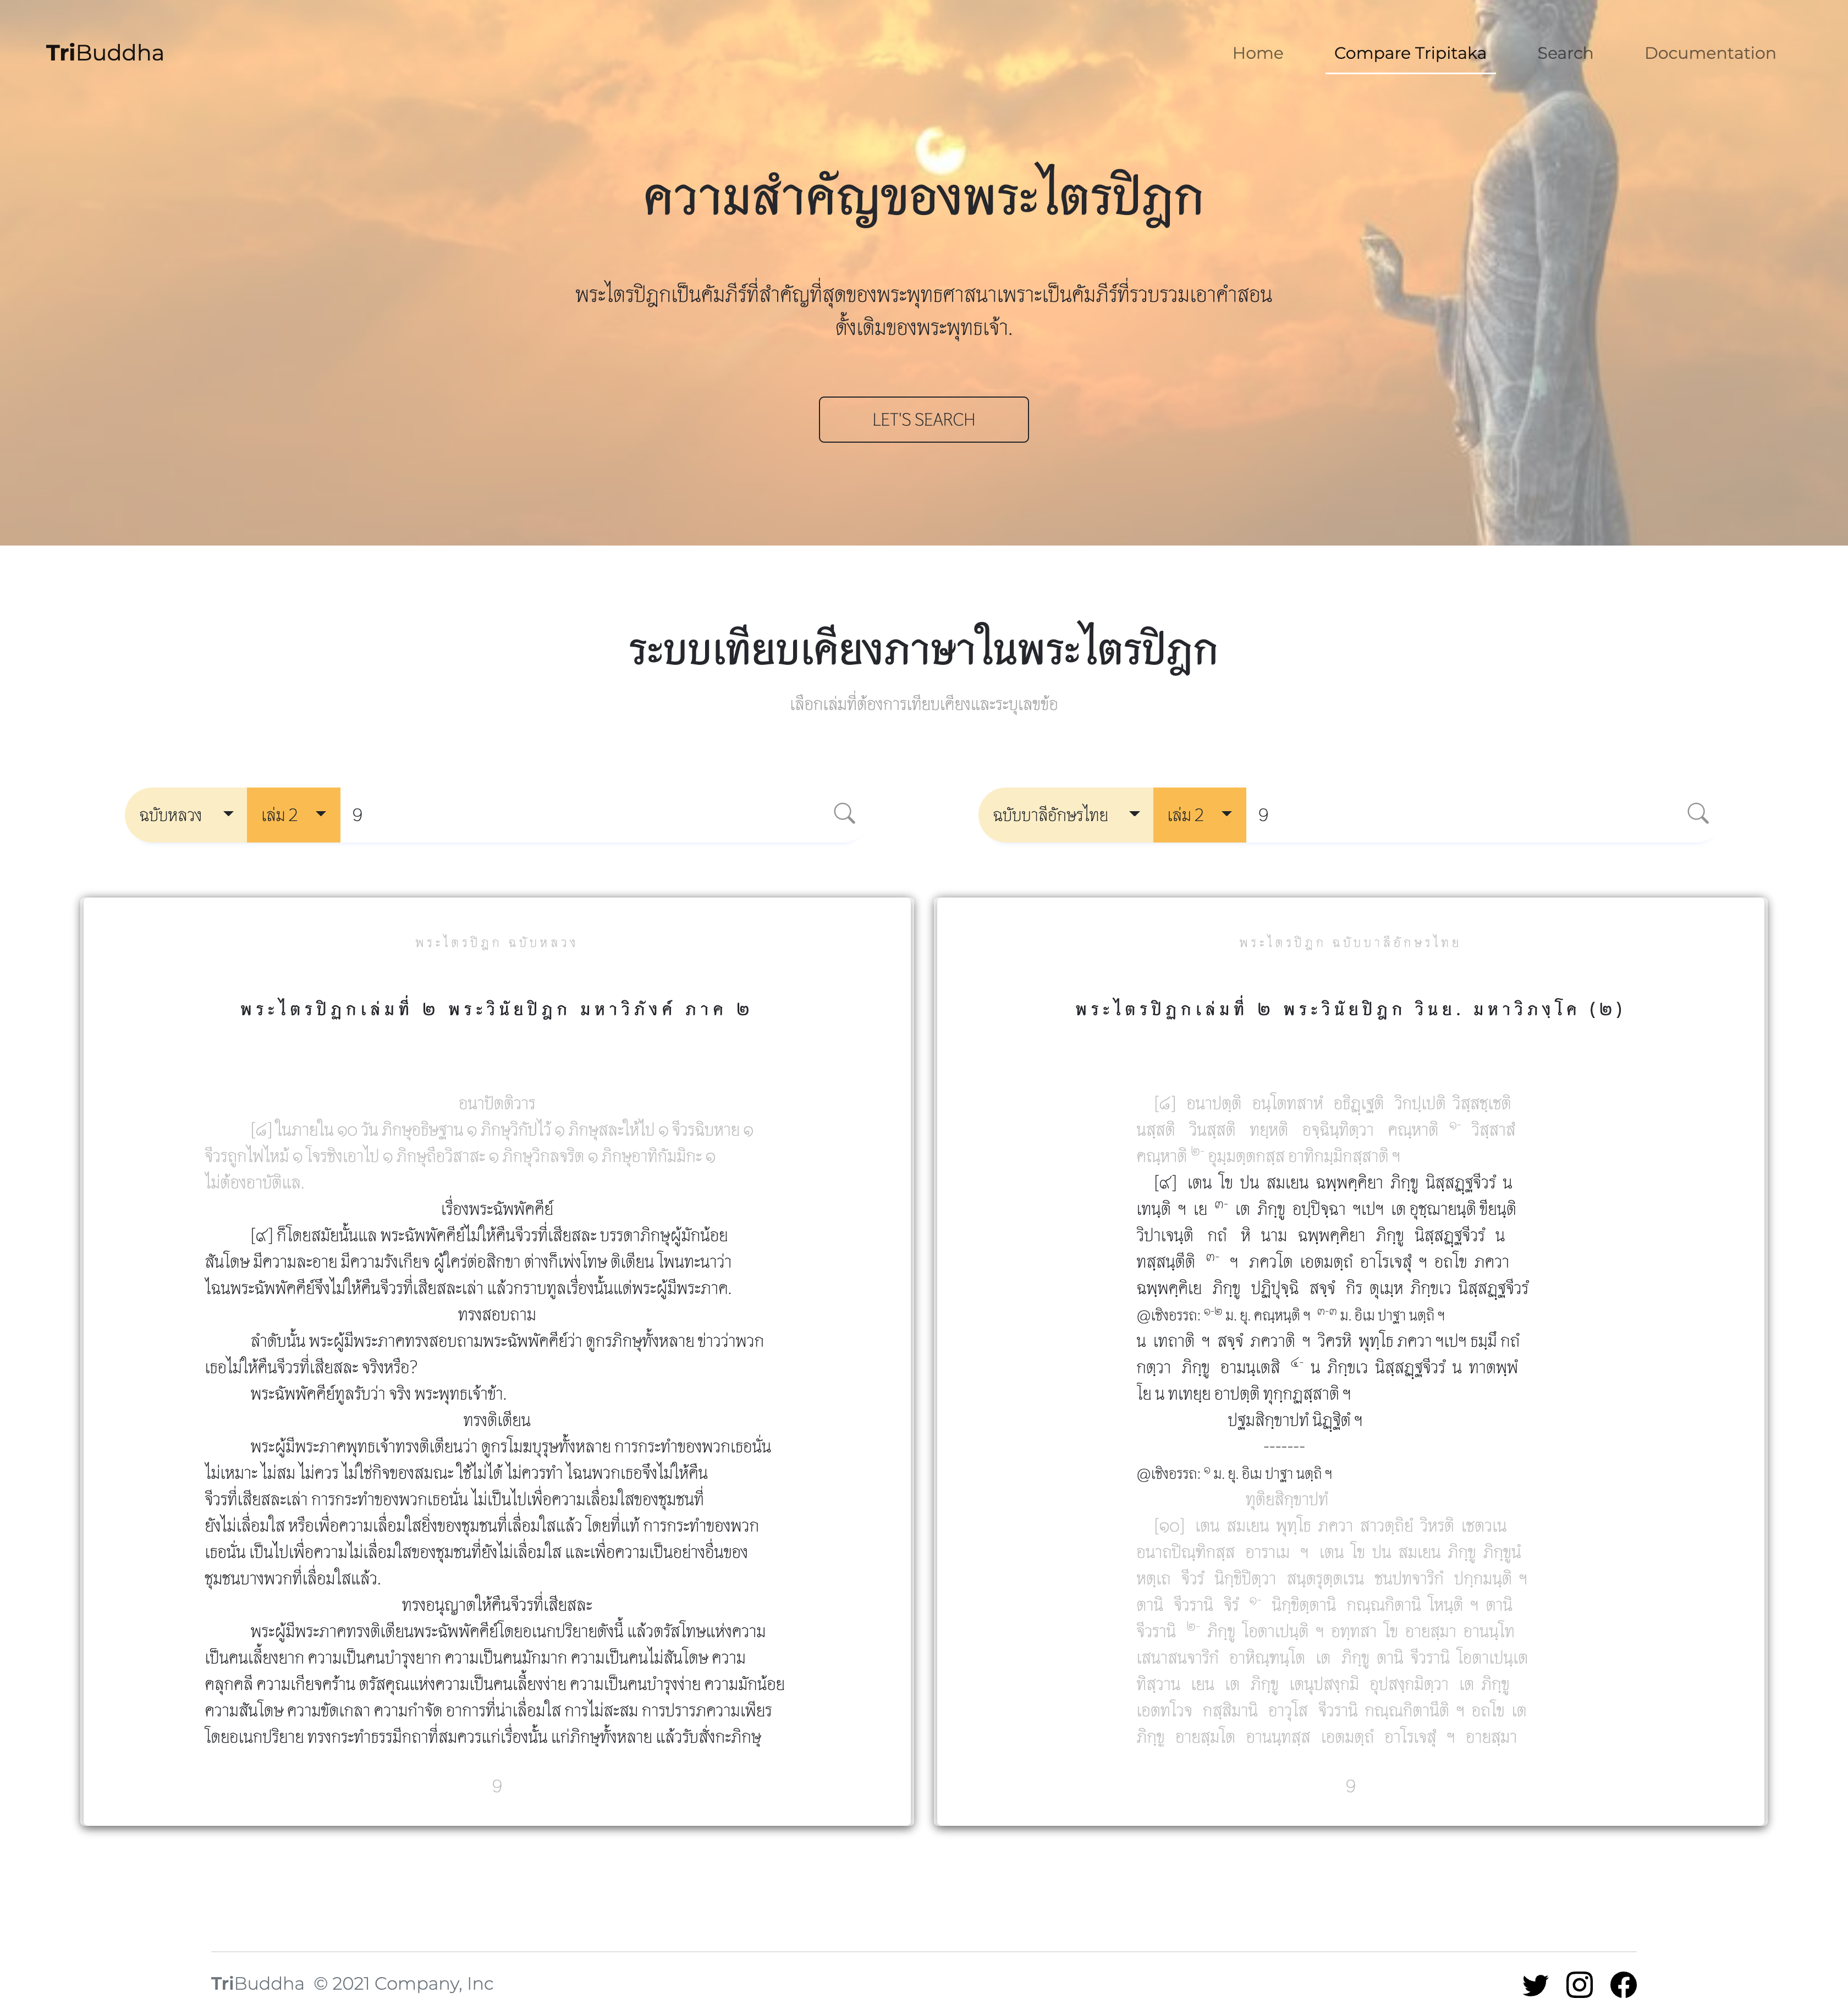 TriBuddha
Home
Compare Tripitaka
Search
Documentation
ความสำคัญของพระไตรปิฎก
พระไตรปิฎกเป็นคัมภีร์ที่สำคัญที่สุดของพระพุทธศาสนาเพราะเป็นคัมภีร์ที่รวบรวมเอาคำสอน
ดั้งเดิมของพระพุทธเจ้า.
LET'S SEARCH
ระบบเทียบเคียงภาษาในพระไตรปิฎก
เลือกเล่มที่ต้องการเทียบเคียงและระบุเลขข้อ
ฉบับหลวง เล่ม 2 9
ฉบับบาลีอักษรไทย เล่ม 2 9
พระไตรปิฎก ฉบับหลวง
พระไตรปิฏกเล่มที่ ๒ พระวินัยปิฎก มหาวิภังค์ ภาค ๒
อนาปัตติวาร
[๘] ในภายใน ๑๐ วัน ภิกษุอธิษฐาน ๑ ภิกษุวิกัปไว้ ๑ ภิกษุสละให้ไป ๑ จีวรฉิบหาย ๑
จีวรถูกไฟไหม้ ๑ โจรชิงเอาไป ๑ ภิกษุถือวิสาสะ ๑ ภิกษุวิกลจริต ๑ ภิกษุอาทิกัมมิกะ ๑
ไม่ต้องอาบัติแล.
เรื่องพระฉัพพัคคีย์
[๙] ก็โดยสมัยนั้นแล พระฉัพพัคคีย์ไม่ให้คืนจีวรที่เสียสละ บรรดาภิกษุผู้มักน้อย
สันโดษ มีความละอาย มีความรังเกียจ ผู้ใคร่ต่อสิกขา ต่างก็เพ่งโทษ ติเตียน โพนทะนาว่า
ไฉนพระฉัพพัคคีย์จึงไม่ให้คืนจีวรที่เสียสละเล่า แล้วกราบทูลเรื่องนั้นแด่พระผู้มีพระภาค.
ทรงสอบถาม
ลำดับนั้น พระผู้มีพระภาคทรงสอบถามพระฉัพพัคคีย์ว่า ดูกรภิกษุทั้งหลาย ข่าวว่าพวก
เธอไม่ให้คืนจีวรที่เสียสละ จริงหรือ?
พระฉัพพัคคีย์ทูลรับว่า จริง พระพุทธเจ้าข้า.
ทรงติเตียน
พระผู้มีพระภาคพุทธเจ้าทรงติเตียนว่า ดูกรโมฆบุรุษทั้งหลาย การกระทำของพวกเธอนั่น
ไม่เหมาะ ไม่สม ไม่ควร ไม่ใช่กิจของสมณะ ใช้ไม่ได้ ไม่ควรทำ ไฉนพวกเธอจึงไม่ให้คืน
จีวรที่เสียสละเล่า การกระทำของพวกเธอนั่น ไม่เป็นไปเพื่อความเลื่อมใสของชุมชนที่
ยังไม่เลื่อมใส หรือเพื่อความเลื่อมใสยิ่งของชุมชนที่เลื่อมใสแล้ว โดยที่แท้ การกระทำของพวก
เธอนั่น เป็นไปเพื่อความไม่เลื่อมใสของชุมชนที่ยังไม่เลื่อมใส และเพื่อความเป็นอย่างอื่นของ
ชุมชนบางพวกที่เลื่อมใสแล้ว.
ทรงอนุญาตให้คืนจีวรที่เสียสละ
พระผู้มีพระภาคทรงติเตียนพระฉัพพัคคีย์โดยอเนกปริยายดังนี้ แล้วตรัสโทษแห่งความ
เป็นคนเลี้ยงยาก ความเป็นคนบำรุงยาก ความเป็นคนมักมาก ความเป็นคนไม่สันโดษ ความ
คลุกคลี ความเกียจคร้าน ตรัสคุณแห่งความเป็นคนเลี้ยงง่าย ความเป็นคนบำรุงง่าย ความมักน้อย
ความสันโดษ ความขัดเกลา ความกำจัด อาการที่น่าเลื่อมใส การไม่สะสม การปรารภความเพียร
โดยอเนกปริยาย ทรงกระทำธรรมีกถาที่สมควรแก่เรื่องนั้น แก่ภิกษุทั้งหลาย แล้วรับสั่งกะภิกษุ
9
พระไตรปิฎก ฉบับบาลีอักษรไทย
พระไตรปิฏกเล่มที่ ๒ พระวินัยปิฎก วินย. มหาวิภงฺโค (๒)
[๘] อนาปตฺติ อนฺโตทสาหํ อธิฏฺเฐติ วิกปฺเปติ วิสฺสชฺเชติ
นสฺสติ วินสฺสติ ทยฺหติ อจฺฉินฺทิตฺวา คณฺหาติ ๑- วิสฺสาสํ
คณฺหาติ ๒- อุมฺมตฺตกสฺส อาทิกมฺมิกสฺสาติ ฯ
[๙] เตน โข ปน สมเยน ฉพฺพคฺคิยา ภิกฺขู นิสฺสฏฺฐจีวรํ น
เทนฺติ ฯ เย ๓- เต ภิกฺขู อปฺปิจฺฉา ฯเปฯ เต อุชฺฌายนฺติ ขียนฺติ
วิปาเจนฺติ กถํ หิ นาม ฉพฺพคฺคิยา ภิกฺขู นิสฺสฏฺฐจีวรํ น
ทสฺสนฺตีติ ๓- ฯ ภควโต เอตมตฺถํ อาโรเจสุํ ฯ อถโข ภควา
ฉพฺพคฺคิเย ภิกฺขู ปฏิปุจฺฉิ สจฺจํ กิร ตุเมฺห ภิกฺขเว นิสฺสฏฺฐจีวรํ
@เชิงอรรถ: ๑-๒ ม. ยุ. คณฺหนฺติ ฯ ๓-๓ ม. อิเม ปาฐา นตฺถิ ฯ
น เทถาติ ฯ สจฺจํ ภควาติ ฯ วิครหิ พุทฺโธ ภควา ฯเปฯ ธมฺมึ กถํ
กตฺวา ภิกฺขู อามนฺเตสิ ๔- น ภิกฺขเว นิสฺสฏฺฐจีวรํ น ทาตพฺพํ
โย น ทเทยฺย อาปตฺติ ทุกฺกฏสฺสาติ ฯ
ปฐมสิกฺขาปทํ นิฏฺฐิตํ ฯ
-------
@เชิงอรรถ: ๑ ม. ยุ. อิเม ปาฐา นตฺถิ ฯ
ทุติยสิกฺขาปทํ
[๑๐] เตน สมเยน พุทฺโธ ภควา สาวตฺถิยํ วิหรติ เชตวเน
อนาถปิณฺฑิกสฺส อาราเม ฯ เตน โข ปน สมเยน ภิกฺขู ภิกฺขูนํ
หตฺเถ จีวรํ นิกฺขิปิตฺวา สนฺตรุตฺตเรน ชนปทจาริกํ ปกฺกมนฺติ ฯ
ตานิ จีวรานิ จิรํ ๑- นิกฺขิตฺตานิ กณฺณกิตานิ โหนฺติ ฯ ตานิ
จีวรานิ ๒- ภิกฺขู โอตาเปนฺติ ฯ อทฺทสา โข อายสฺมา อานนฺโท
เสนาสนจาริกํ อาหิณฺฑนฺโต เต ภิกฺขู ตานิ จีวรานิ โอตาเปนฺเต
ทิสฺวาน เยน เต ภิกฺขู เตนุปสงฺกมิ อุปสงฺกมิตฺวา เต ภิกฺขู
เอตทโวจ กสฺสิมานิ อาวุโส จีวรานิ กณฺณกิตานีติ ฯ อถโข เต
ภิกฺขู อายสฺมโต อานนฺทสฺส เอตมตฺถํ อาโรเจสุํ ฯ อายสฺมา
9
TriBuddha © 2021 Company, Inc